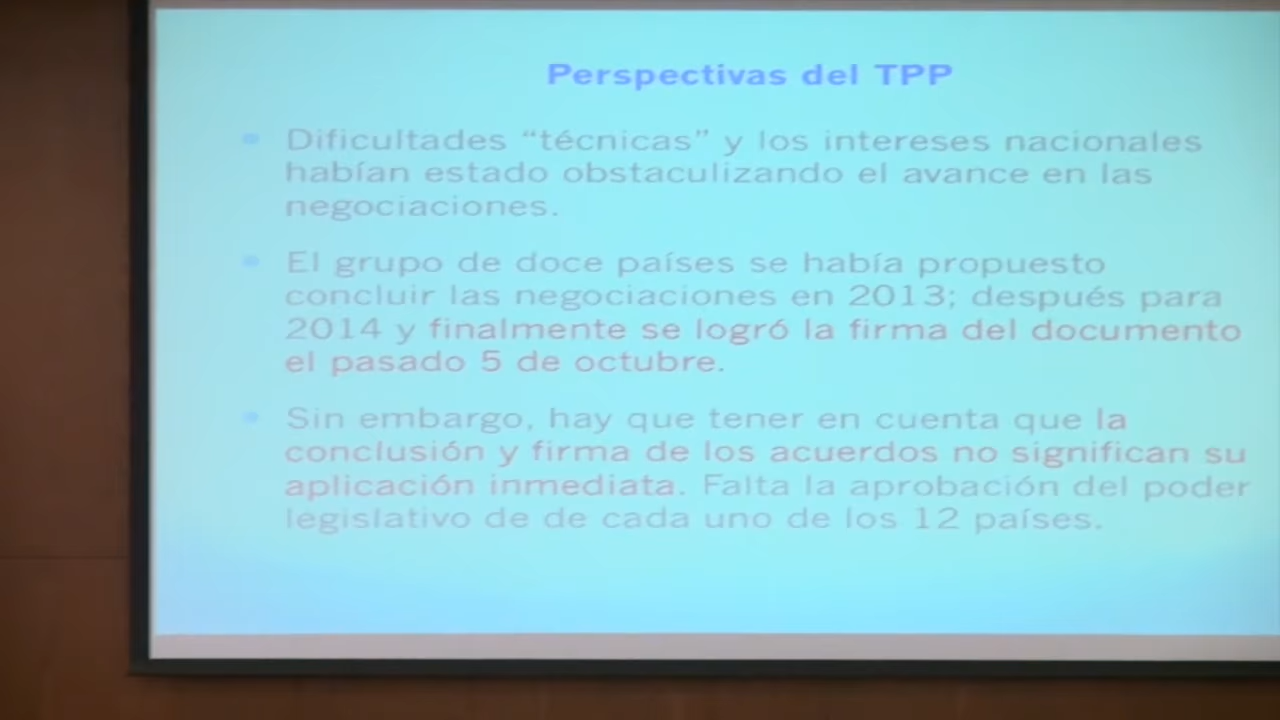 Perspectivas del TPP
• Dificultades “técnicas” y los intereses nacionales
habían estado obstaculizando el avance en las
negociaciones.
• El grupo de doce países se había propuesto
concluir las negociaciones en 2013; después para
2014 y finalmente se logró la firma del documento
el pasado 5 de octubre.
• Sin embargo, hay que tener en cuenta que la
conclusión y firma de los acuerdos no significan su
aplicación inmediata. Falta la aprobación del poder
legislativo de de cada uno de los 12 países.